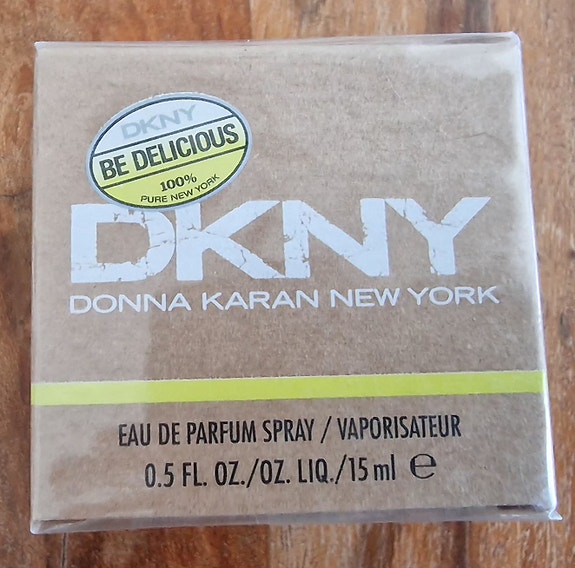 DKNY
BE DELICIOUS
100%
PURE NEW YORK
DKNY
DONNA KARAN NEW YORK
EAU DE PARFUM SPRAY / VAPORISATEUR
0.5 FL. OZ./OZ. LIQ./15 ml ℮